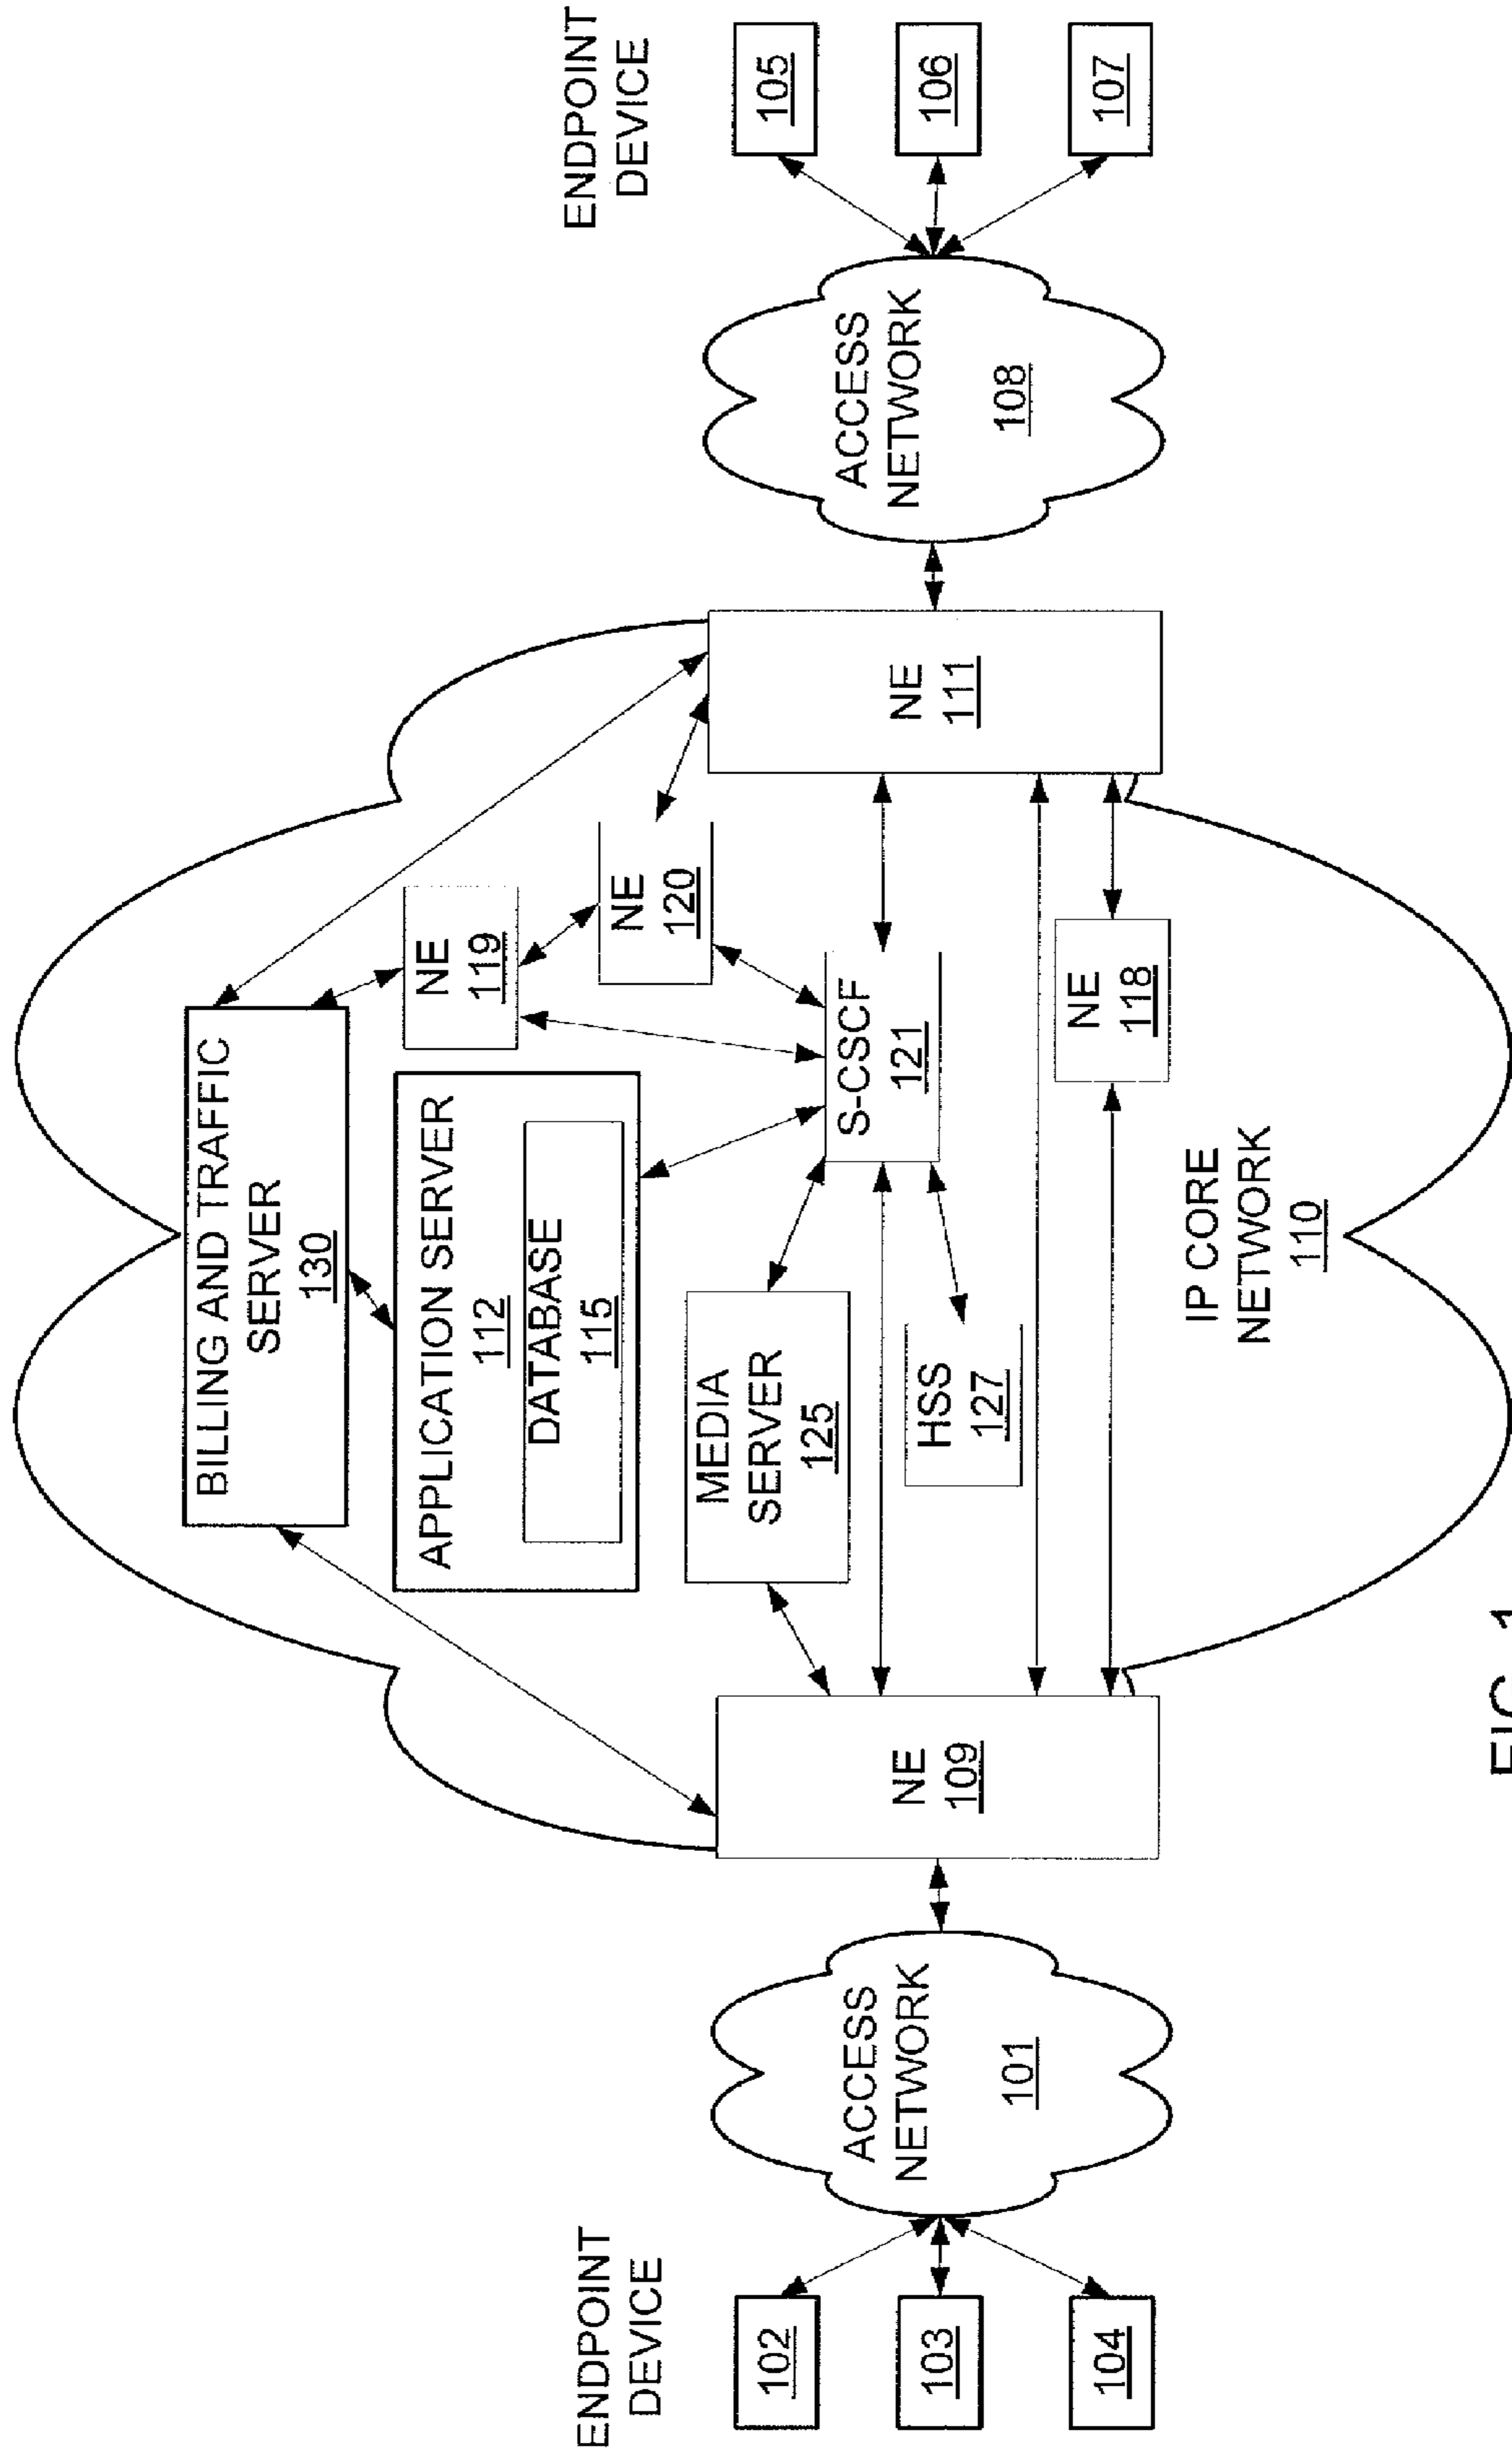 ENDPOINT
DEVICE
102
103
104
ACCESS
NETWORK
101
NE
109
BILLING AND TRAFFIC
SERVER
130
APPLICATION SERVER
112
DATABASE
115
MEDIA
SERVER
125
HSS
127
S-CSCF
121
NE
119
NE
120
NE
118
IP CORE
NETWORK
110
NE
111
ACCESS
NETWORK
108
ENDPOINT
DEVICE
105
106
107
FIG. 1